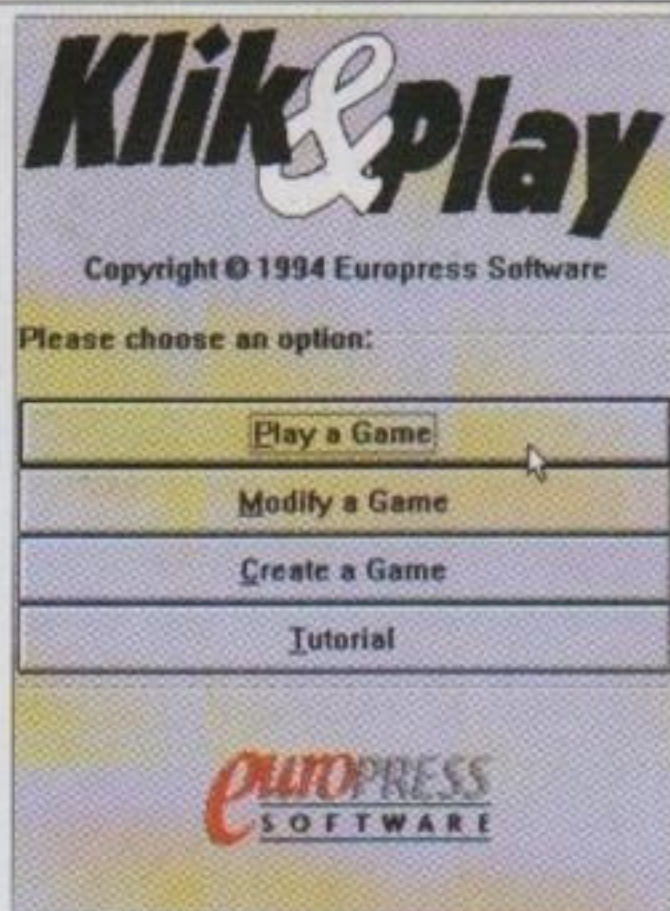 Klik & Play
Copyright © 1994 Europress Software
Please choose an option:
Play a Game
Modify a Game
Create a Game
Tutorial
euroPRESS
SOFTWARE